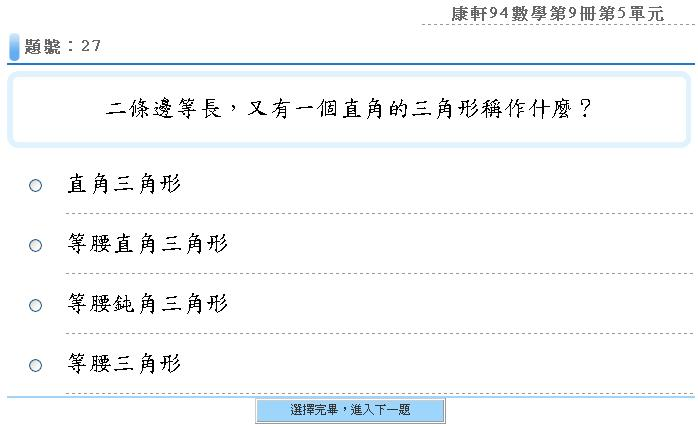 康軒94數學第9冊第5單元
題號：27
二條邊等長，又有一個直角的三角形稱作什麼？
直角三角形
等腰直角三角形
等腰鈍角三角形
等腰三角形
選擇完畢，進入下一題